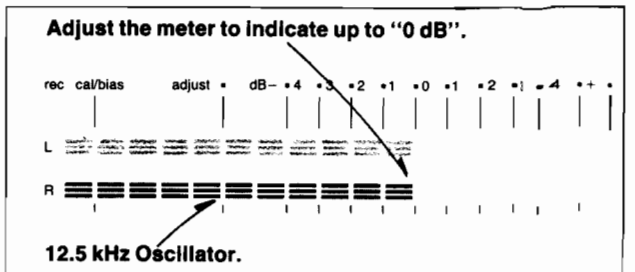 Adjust the meter to indicate up to “0 dB”.
rec cal/bias adjust • dB– •4 •3 •2 •1 •0 •1 •2 • •4 •+ •
L
R
12.5 kHz Oscillator.